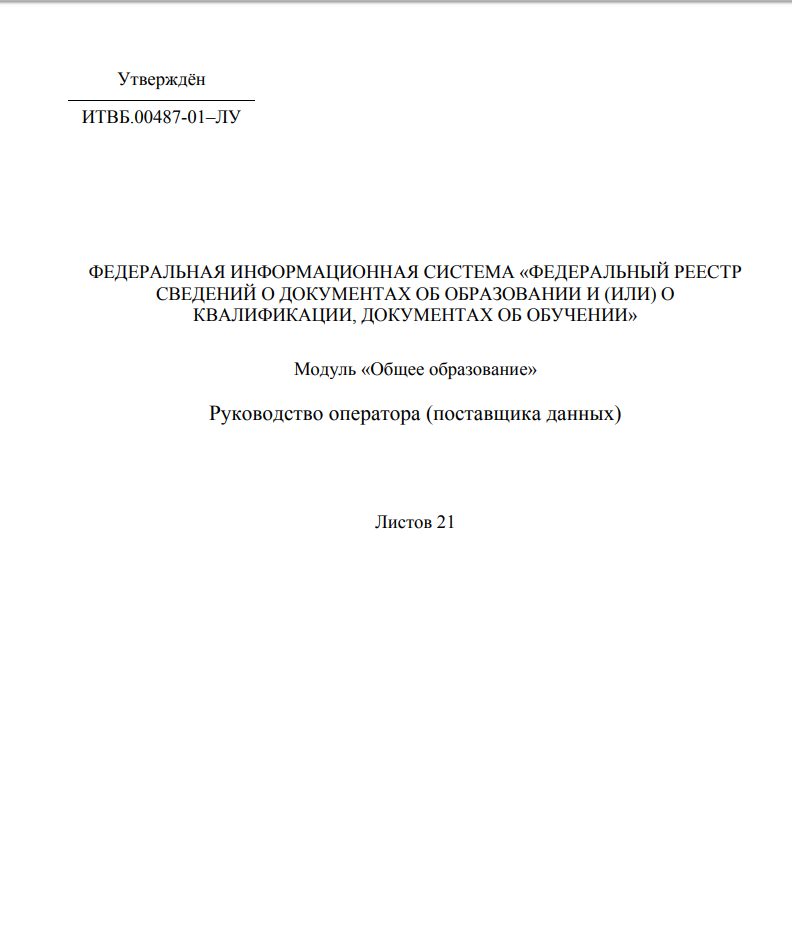 Утверждён
ИТВБ.00487-01–ЛУ
ФЕДЕРАЛЬНАЯ ИНФОРМАЦИОННАЯ СИСТЕМА «ФЕДЕРАЛЬНЫЙ РЕЕСТР
СВЕДЕНИЙ О ДОКУМЕНТАХ ОБ ОБРАЗОВАНИИ И (ИЛИ) О
КВАЛИФИКАЦИИ, ДОКУМЕНТАХ ОБ ОБУЧЕНИИ»
Модуль «Общее образование»
Руководство оператора (поставщика данных)
Листов 21